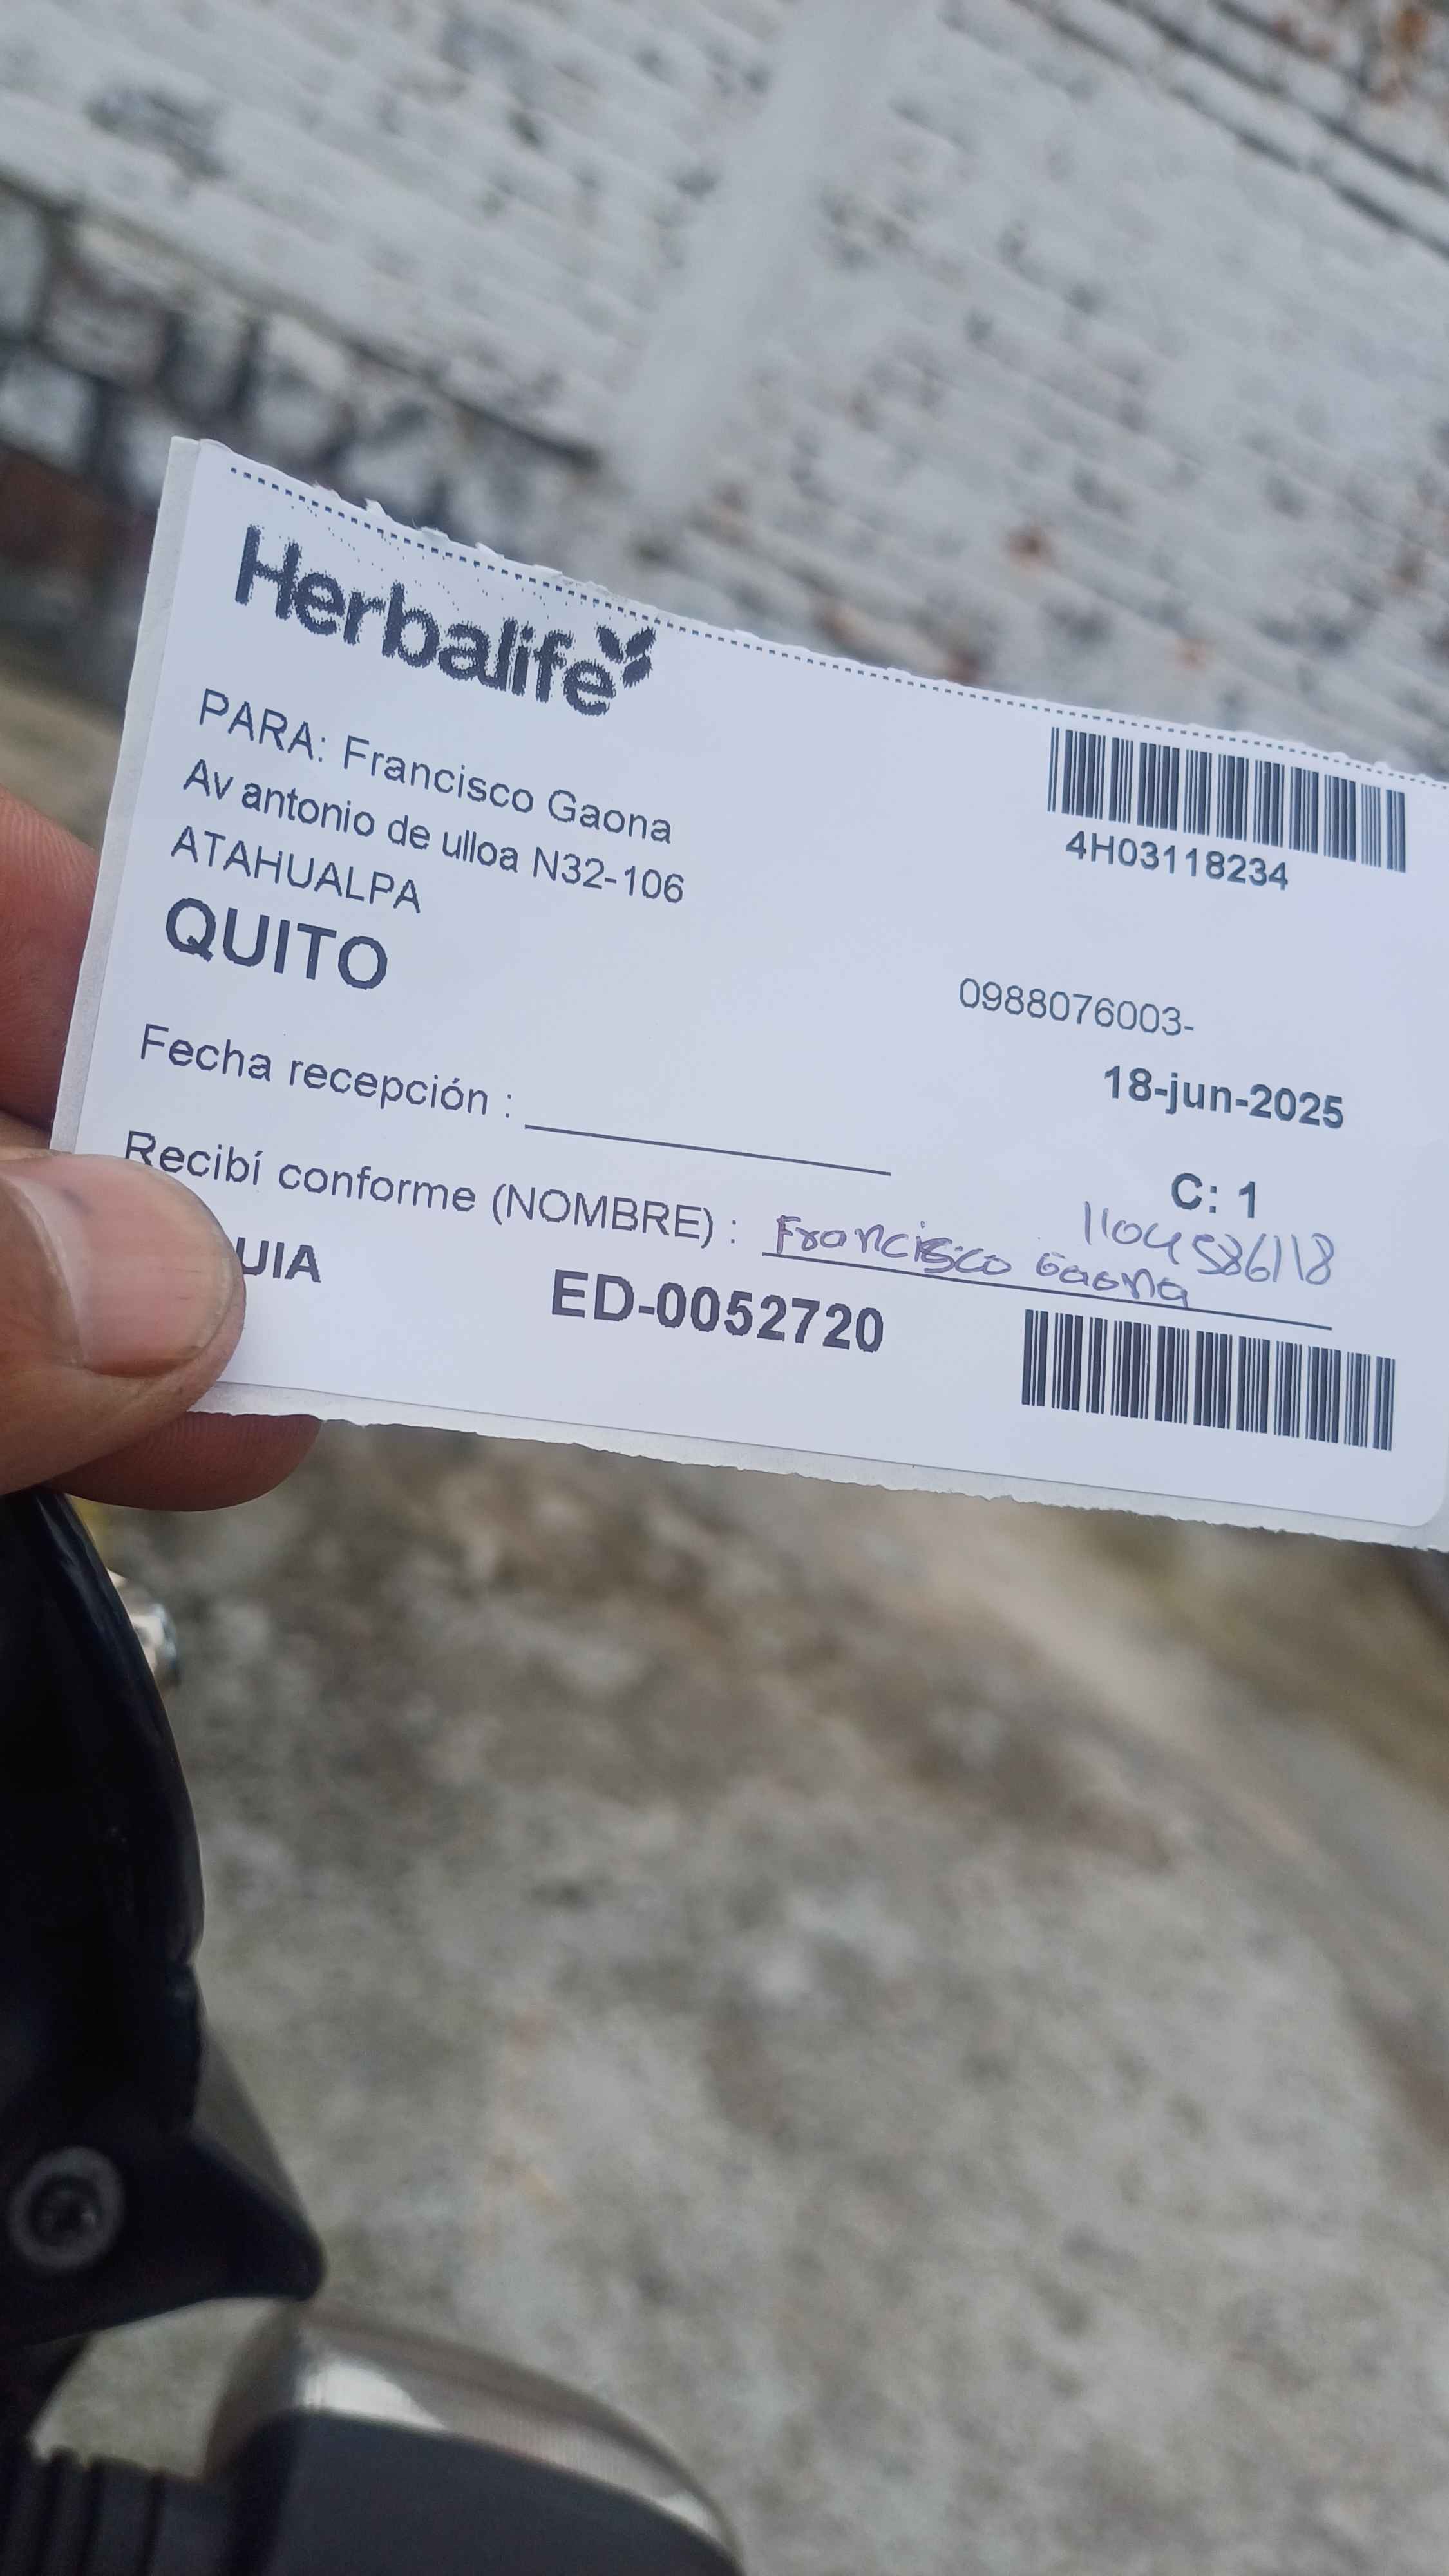 Herbalife
PARA: Francisco Gaona
Av antonio de ulloa N32-106
ATAHUALPA
QUITO
4H03118234
0988076003-
18-jun-2025
Fecha recepción :
C: 1
1104586118
Recibí conforme (NOMBRE) : Francisco Gaona
UIA ED-0052720